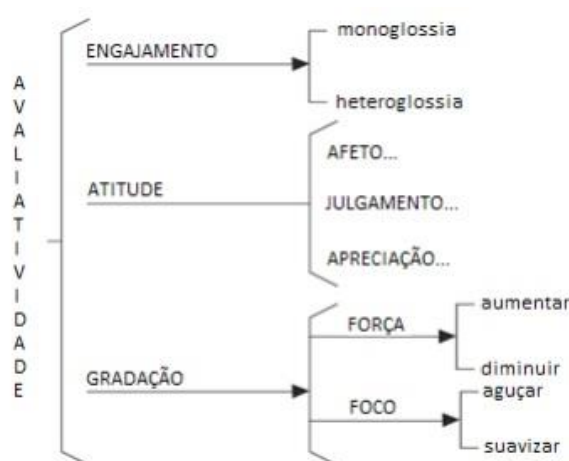 AVALIATIVIDADE
ENGAJAMENTO
monoglossia
heteroglossia
ATITUDE
AFETO...
JULGAMENTO...
APRECIAÇÃO...
GRADAÇÃO
FORÇA
aumentar
diminuir
FOCO
aguçar
suavizar